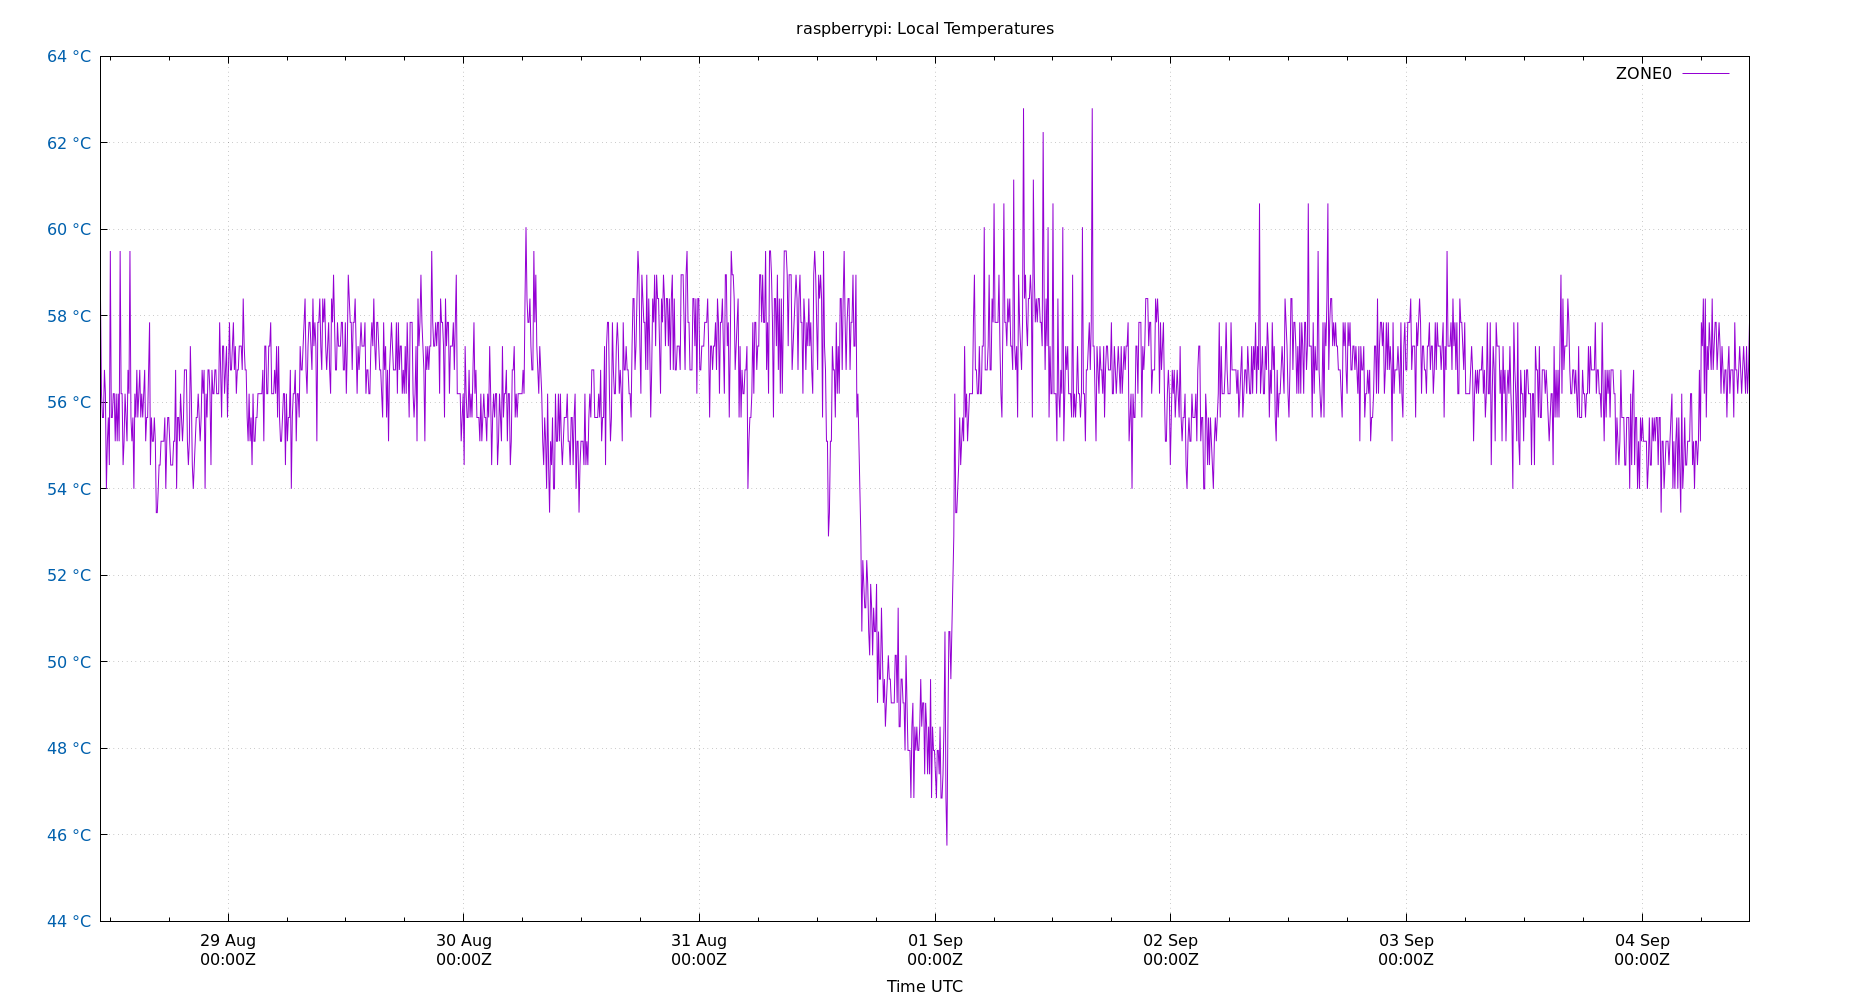 raspberrypi: Local Temperatures
64 °C
ZONE0
62 °C
60 °C
58 °C
56 °C
54 °C
52 °C
50 °C
48 °C
46 °C
44 °C
29 Aug 30 Aug 31 Aug 01 Sep 02 Sep 03 Sep 04 Sep
00:00Z 00:00Z 00:00Z 00:00Z 00:00Z 00:00Z 00:00Z
Time UTC